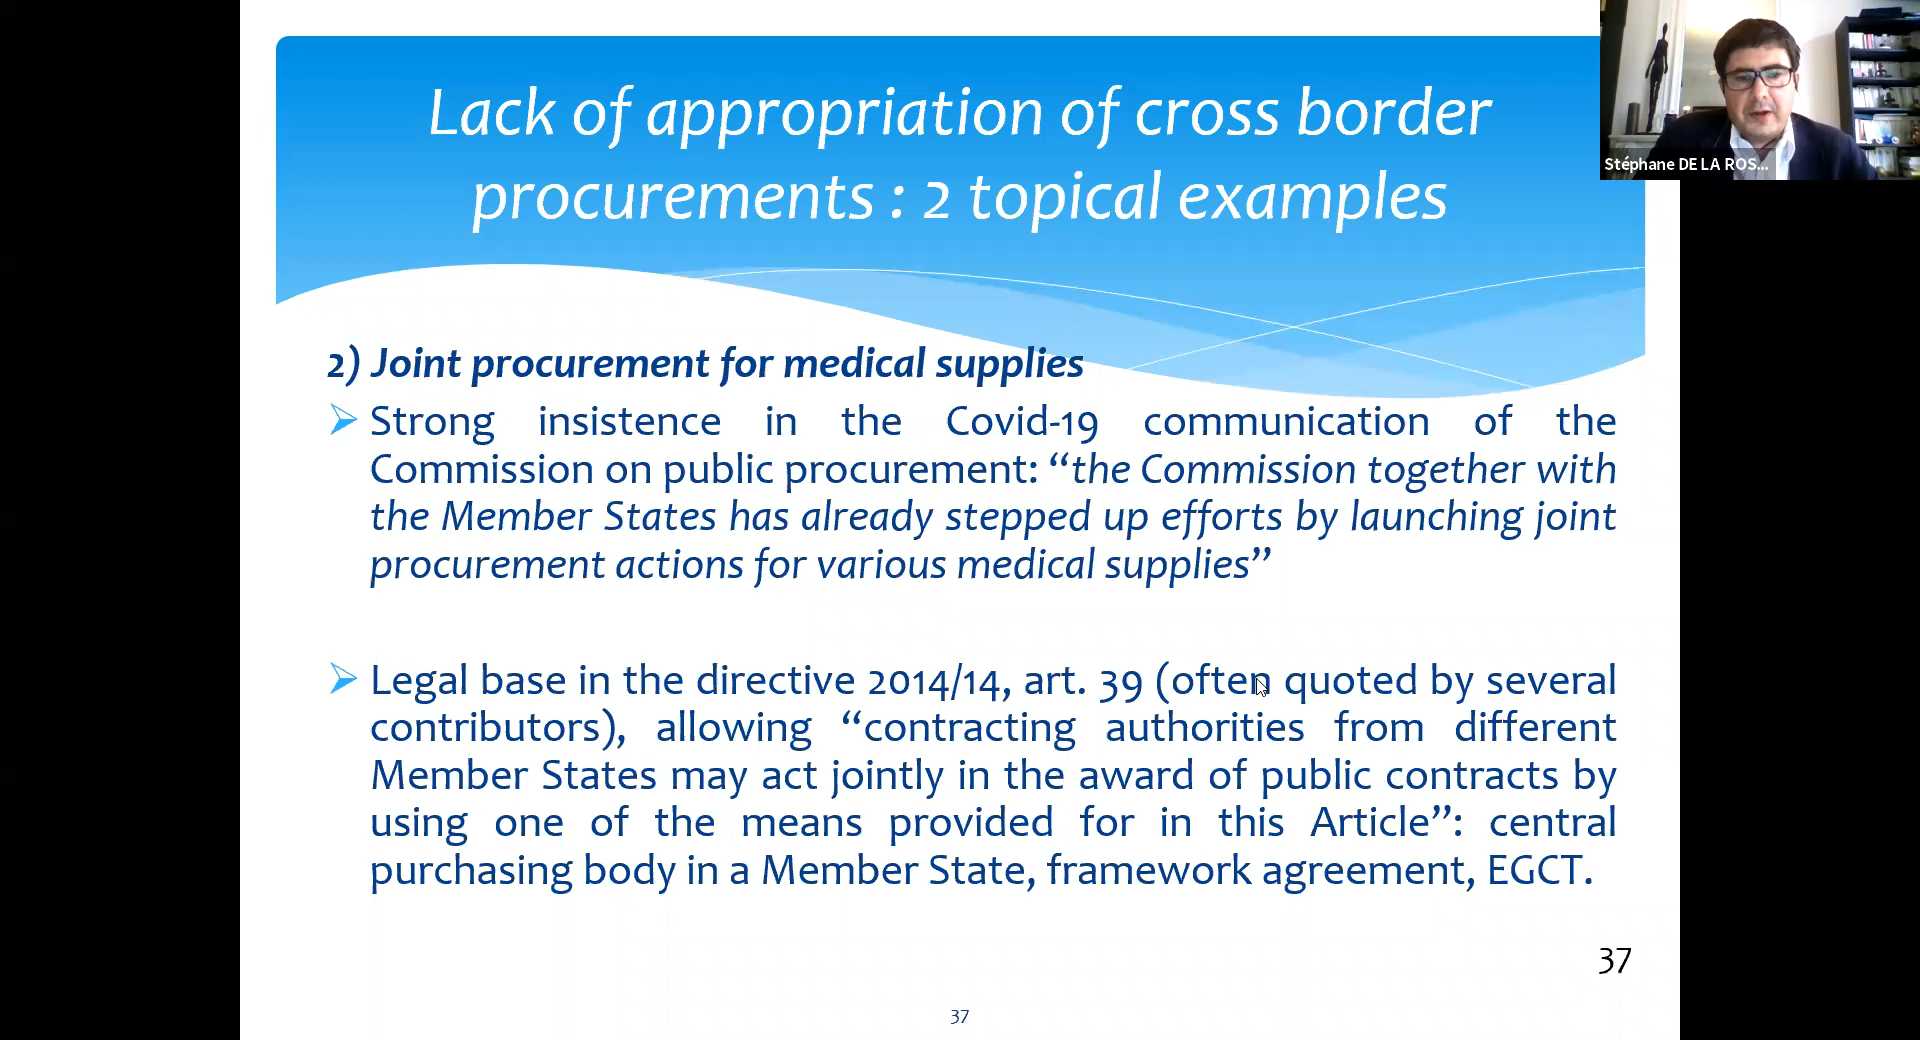 Lack of appropriation of cross border
procurements : 2 topical examples
Stéphane DE LA ROS...
2) Joint procurement for medical supplies
Strong insistence in the Covid-19 communication of the
Commission on public procurement: “the Commission together with
the Member States has already stepped up efforts by launching joint
procurement actions for various medical supplies”
Legal base in the directive 2014/14, art. 39 (often quoted by several
contributors), allowing “contracting authorities from different
Member States may act jointly in the award of public contracts by
using one of the means provided for in this Article”: central
purchasing body in a Member State, framework agreement, EGCT.
37
37